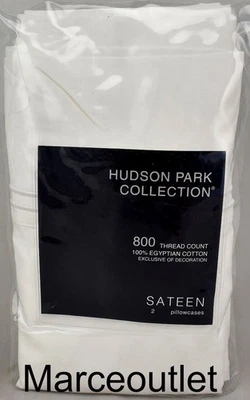 HUDSON PARK
COLLECTION®
800 THREAD COUNT
100% EGYPTIAN COTTON
EXCLUSIVE OF DECORATION
SATEEN
2 pillowcases
Marceoutlet